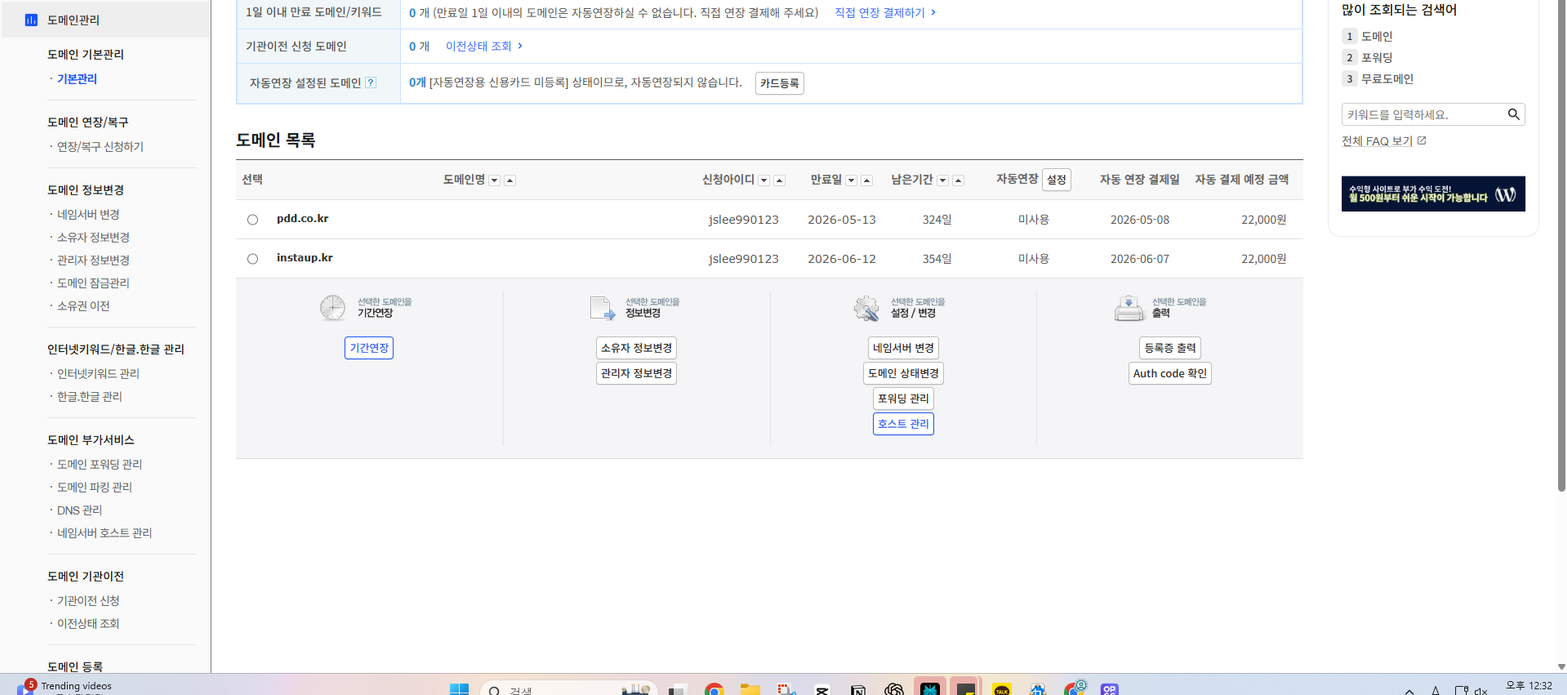 도메인관리
도메인 기본관리
· 기본관리
도메인 연장/복구
· 연장/복구 신청하기
도메인 정보변경
· 네임서버 변경
· 소유자 정보변경
· 관리자 정보변경
· 도메인 잠금관리
· 소유권 이전
인터넷키워드/한글.한글 관리
· 인터넷키워드 관리
· 한글.한글 관리
도메인 부가서비스
· 도메인 포워딩 관리
· 도메인 파킹 관리
· DNS 관리
· 네임서버 호스트 관리
도메인 기관이전
· 기관이전 신청
· 이전상태 조회
도메인 등록
1일 이내 만료 도메인/키워드 0 개 (만료일 1일 이내의 도메인은 자동연장하실 수 없습니다. 직접 연장 결제해 주세요) 직접 연장 결제하기 >
기관이전 신청 도메인 0 개 이전상태 조회 >
자동연장 설정된 도메인 ? 0개 [자동연장용 신용카드 미등록] 상태이므로, 자동연장되지 않습니다. 카드등록
도메인 목록
선택 도메인명 신청아이디 만료일 남은기간 자동연장 설정 자동 연장 결제일 자동 결제 예정 금액
pdd.co.kr jslee990123 2026-05-13 324일 미사용 2026-05-08 22,000원
instaup.kr jslee990123 2026-06-12 354일 미사용 2026-06-07 22,000원
선택한 도메인을
기간연장
기간연장
선택한 도메인을
정보변경
소유자 정보변경
관리자 정보변경
선택한 도메인을
설정 / 변경
네임서버 변경
도메인 상태변경
포워딩 관리
호스트 관리
선택한 도메인을
출력
등록증 출력
Auth code 확인
많이 조회되는 검색어
1 도메인
2 포워딩
3 무료도메인
키워드를 입력하세요.
전체 FAQ 보기
수익형 사이트로 부가 수익 도전!
월 500원부터 쉬운 시작이 가능합니다
5 Trending videos
검색
TALK
OP
오후 12:32